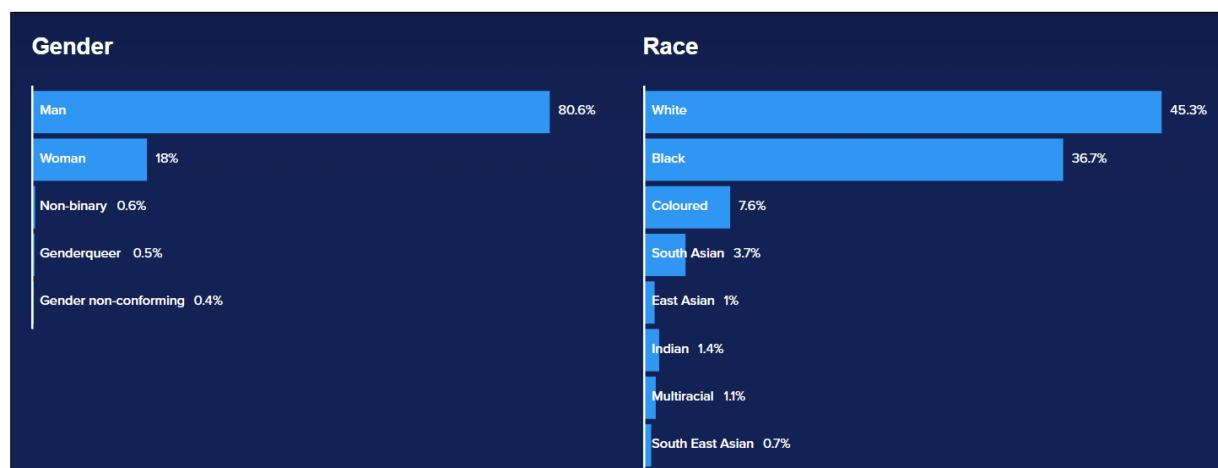 Gender
Man 80.6%
Woman 18%
Non-binary 0.6%
Genderqueer 0.5%
Gender non-conforming 0.4%
Race
White 45.3%
Black 36.7%
Coloured 7.6%
South Asian 3.7%
East Asian 1%
Indian 1.4%
Multiracial 1.1%
South East Asian 0.7%